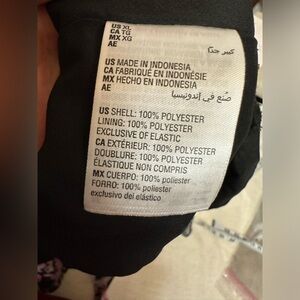 US XL
CA TG
MX XG
AE
كبير جدًا
US MADE IN INDONESIA
CA FABRIQUÉ EN INDONÉSIE
MX HECHO EN INDONESIA
AE
صُنع في إندونيسيا
US SHELL: 100% POLYESTER
LINING: 100% POLYESTER
EXCLUSIVE OF ELASTIC
CA EXTÉRIEUR: 100% POLYESTER
DOUBLURE: 100% POLYESTER
ÉLASTIQUE NON COMPRIS
MX CUERPO: 100% poliester
FORRO: 100% poliester
exclusivo del elástico